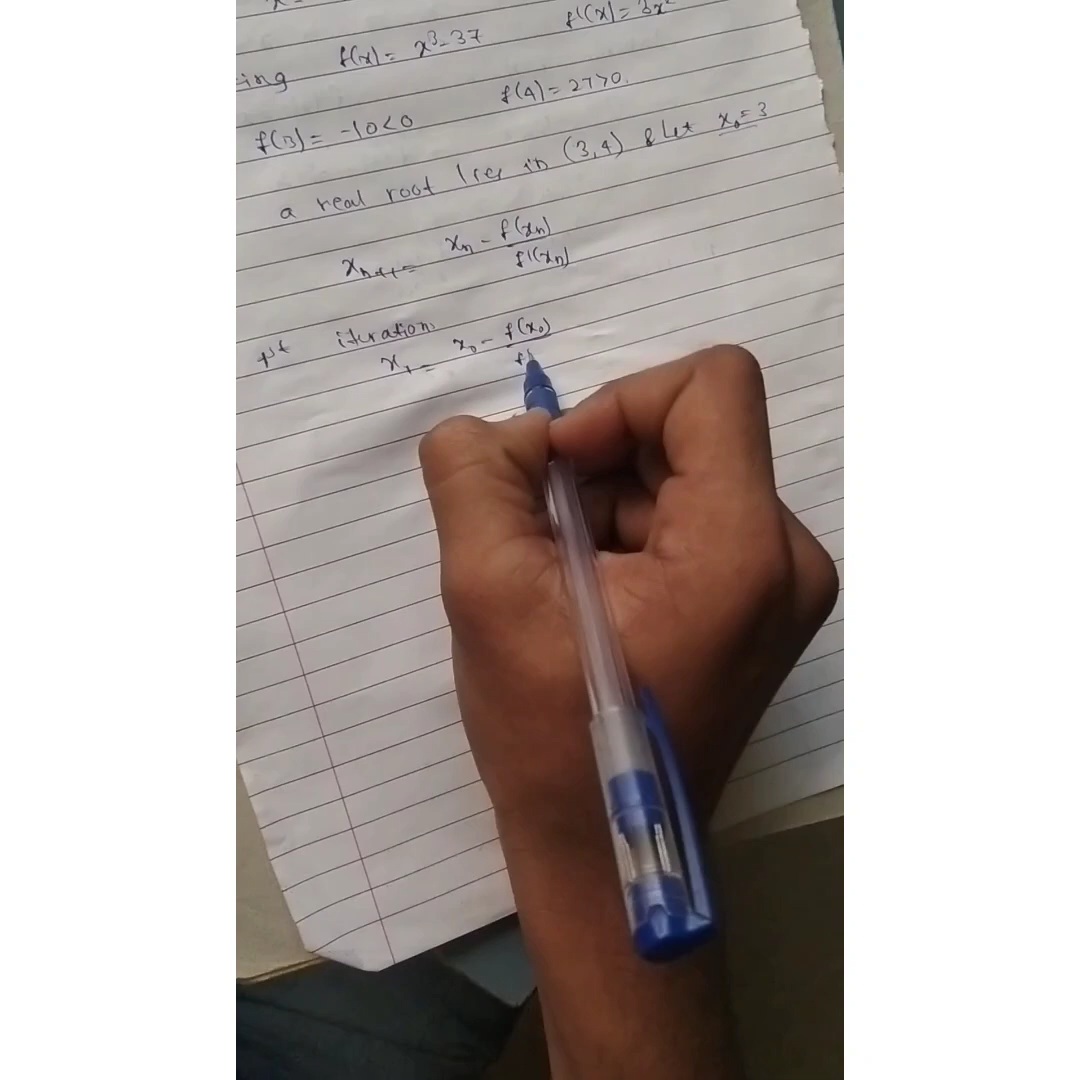 f(x) = x³-37 f'(x) = 3x²
f(3) = -10<0 f(4) = 27>0.
a real root lies in (3,4) & let x₀=3
xₙ₊₁ = xₙ - f(xₙ)/f'(xₙ)
1st iteration
x₁ = x₀ - f(x₀)/f'